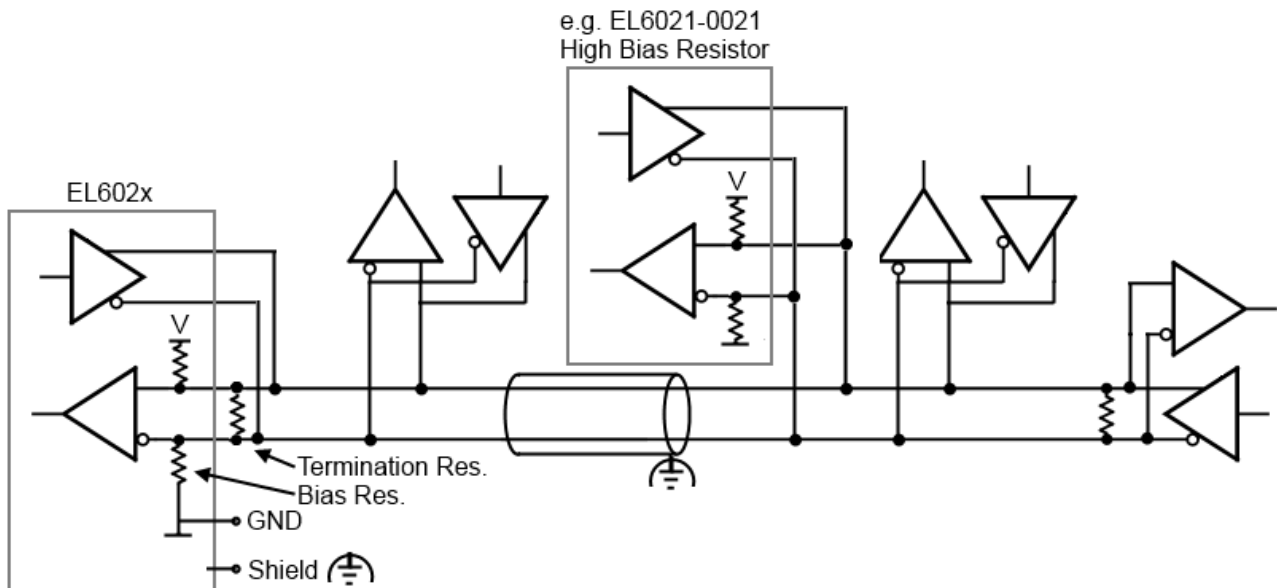 e.g. EL6021-0021
High Bias Resistor
V
EL602x
V
Termination Res.
Bias Res.
GND
Shield